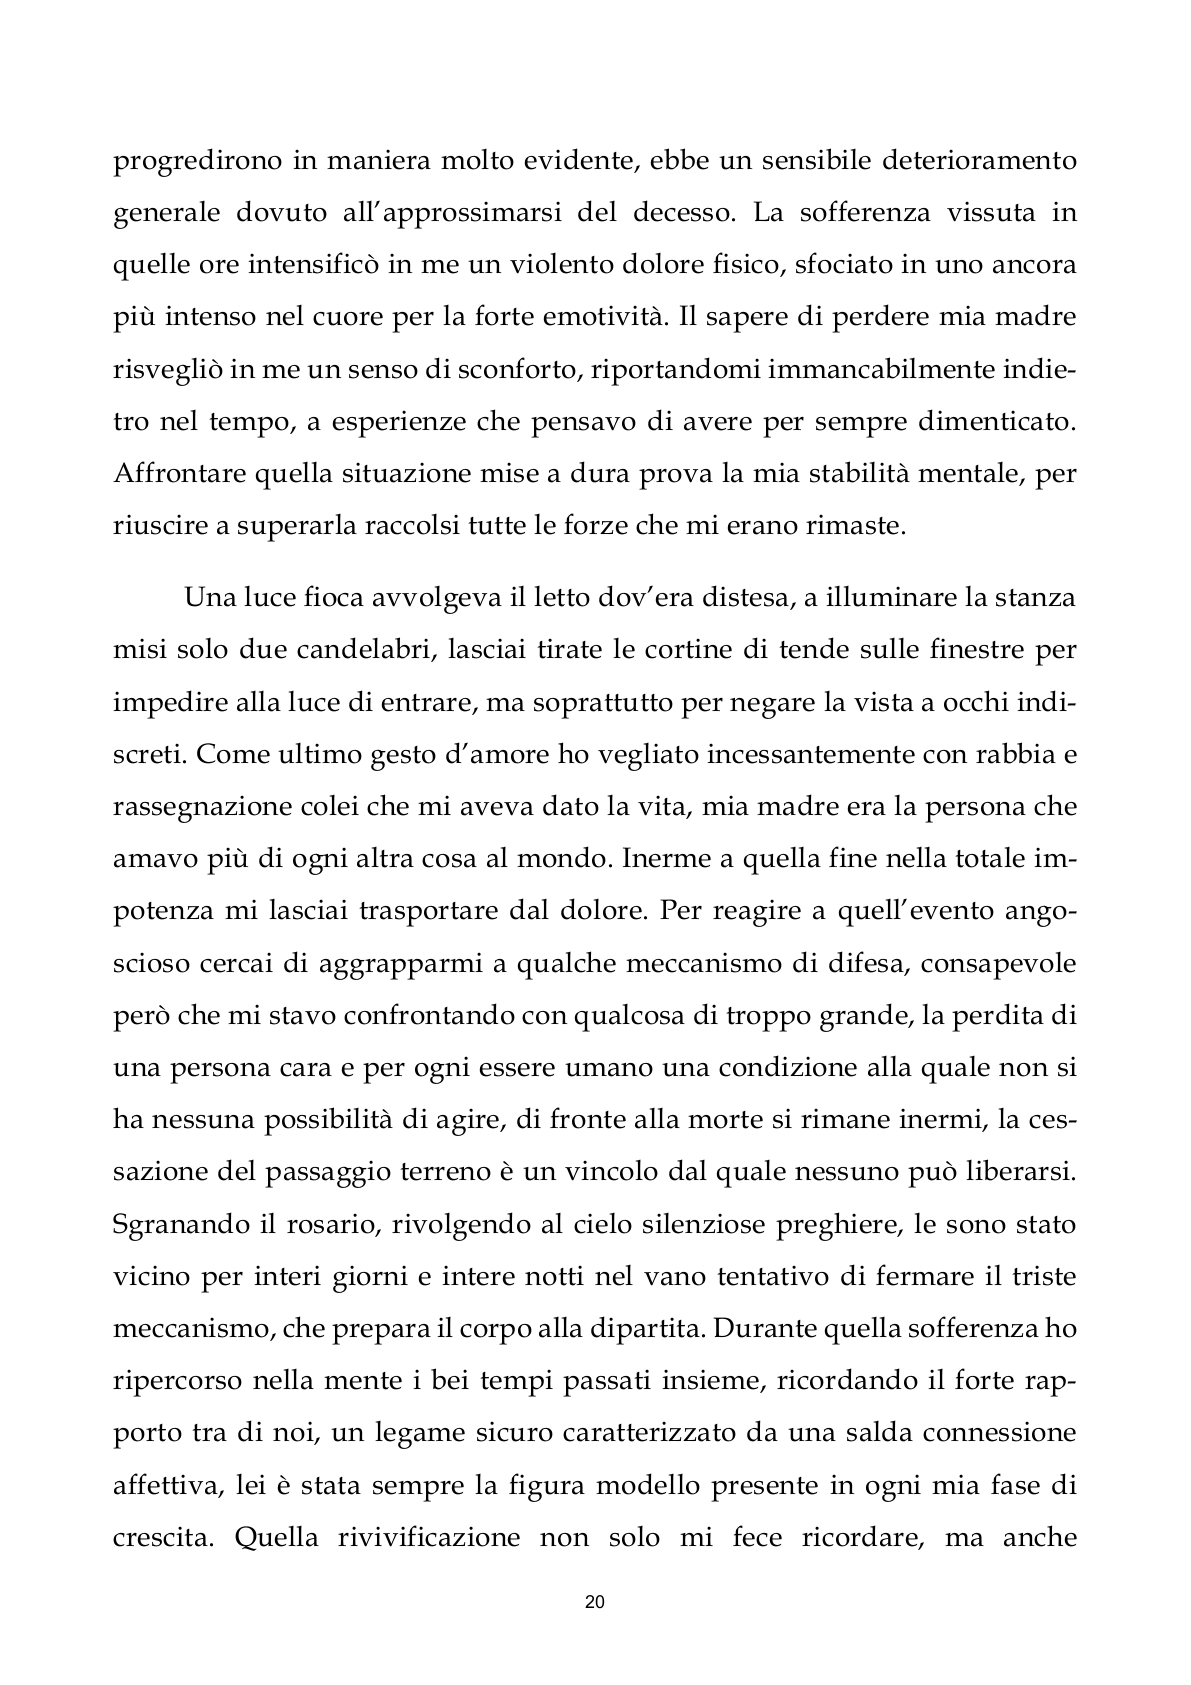 progredirono in maniera molto evidente, ebbe un sensibile deterioramento
generale dovuto all’approssimarsi del decesso. La sofferenza vissuta in
quelle ore intensificò in me un violento dolore fisico, sfociato in uno ancora
più intenso nel cuore per la forte emotività. Il sapere di perdere mia madre
risvegliò in me un senso di sconforto, riportandomi immancabilmente indie-
tro nel tempo, a esperienze che pensavo di avere per sempre dimenticato.
Affrontare quella situazione mise a dura prova la mia stabilità mentale, per
riuscire a superarla raccolsi tutte le forze che mi erano rimaste.
Una luce fioca avvolgeva il letto dov’era distesa, a illuminare la stanza
misi solo due candelabri, lasciai tirate le cortine di tende sulle finestre per
impedire alla luce di entrare, ma soprattutto per negare la vista a occhi indi-
screti. Come ultimo gesto d’amore ho vegliato incessantemente con rabbia e
rassegnazione colei che mi aveva dato la vita, mia madre era la persona che
amavo più di ogni altra cosa al mondo. Inerme a quella fine nella totale im-
potenza mi lasciai trasportare dal dolore. Per reagire a quell’evento ango-
scioso cercai di aggrapparmi a qualche meccanismo di difesa, consapevole
però che mi stavo confrontando con qualcosa di troppo grande, la perdita di
una persona cara e per ogni essere umano una condizione alla quale non si
ha nessuna possibilità di agire, di fronte alla morte si rimane inermi, la ces-
sazione del passaggio terreno è un vincolo dal quale nessuno può liberarsi.
Sgranando il rosario, rivolgendo al cielo silenziose preghiere, le sono stato
vicino per interi giorni e intere notti nel vano tentativo di fermare il triste
meccanismo, che prepara il corpo alla dipartita. Durante quella sofferenza ho
ripercorso nella mente i bei tempi passati insieme, ricordando il forte rap-
porto tra di noi, un legame sicuro caratterizzato da una salda connessione
affettiva, lei è stata sempre la figura modello presente in ogni mia fase di
crescita. Quella rivivificazione non solo mi fece ricordare, ma anche
20